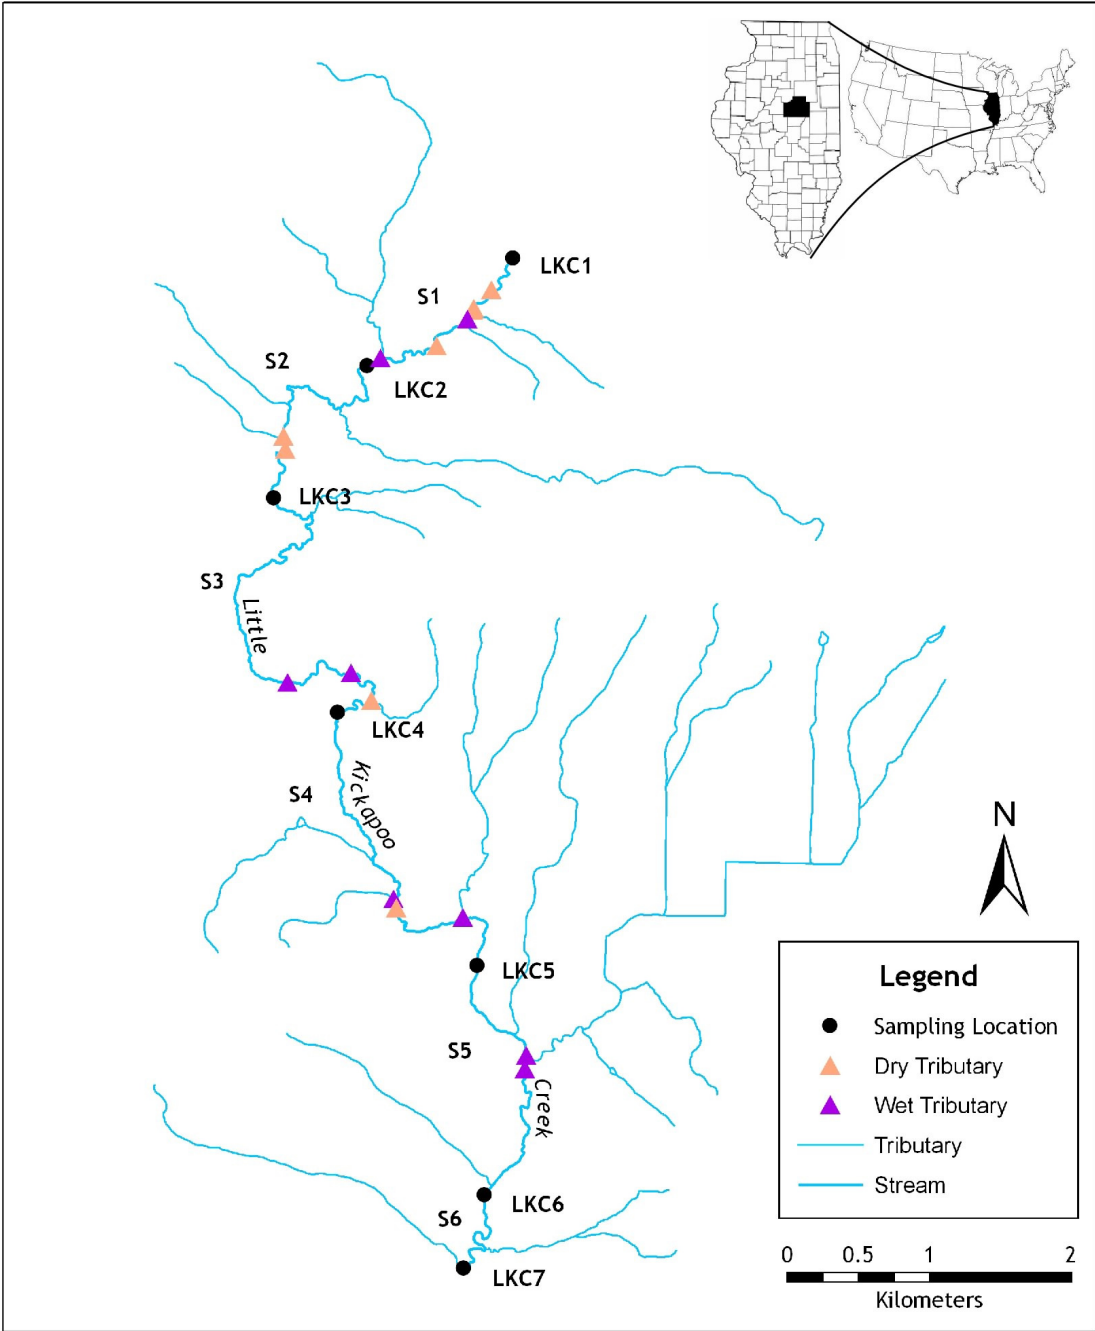 LKC1
S1
S2
LKC2
LKC3
S3
Little
LKC4
Kickapoo
S4
N
LKC5
S5
Creek
LKC6
S6
LKC7
Legend
Sampling Location
Dry Tributary
Wet Tributary
Tributary
Stream
0 0.5 1 2
Kilometers